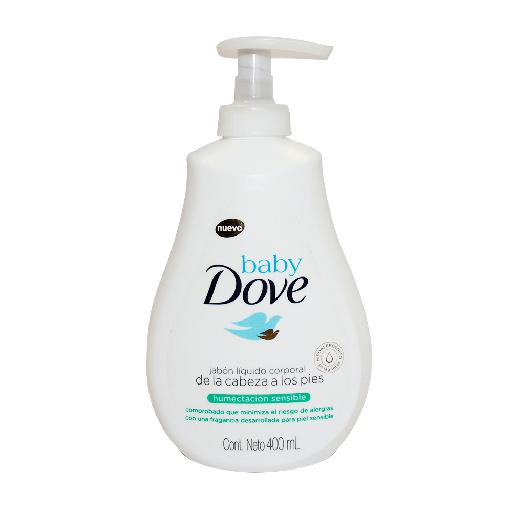 nuevo
baby
Dove
jabón líquido corporal
de la cabeza a los pies
humectación sensible
comprobado que minimiza el riesgo de alergias
con una fragancia desarrollada para piel sensible
Cont. Neto 400 mL